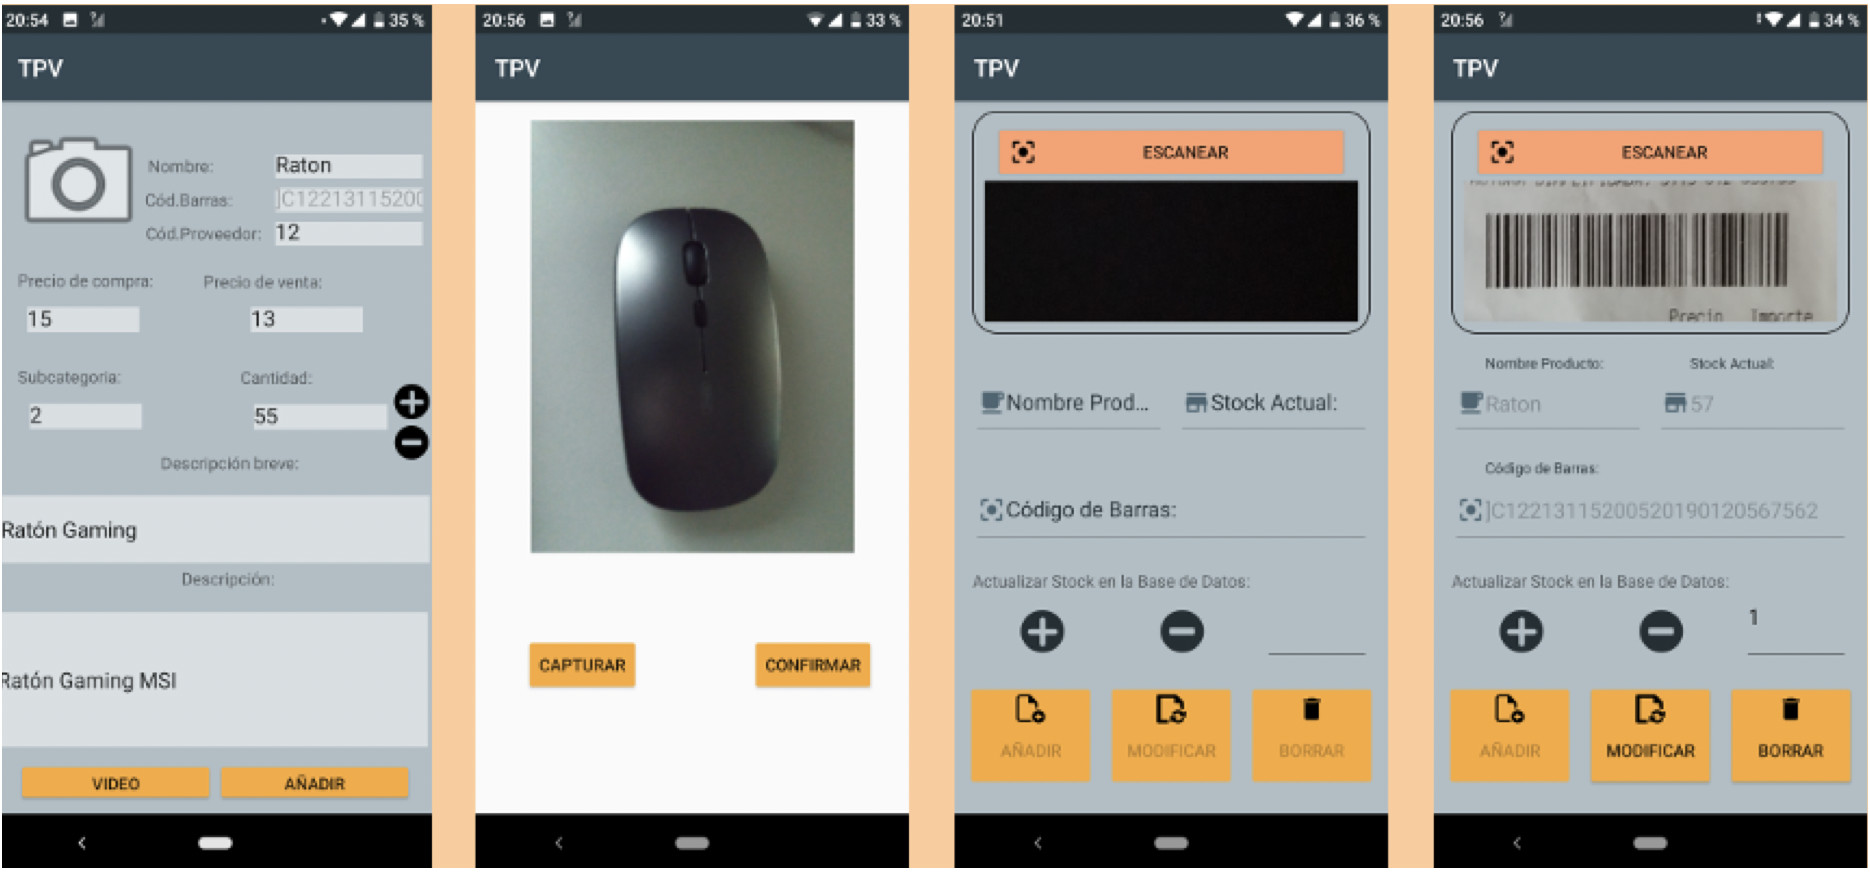 20:54 35 %
TPV
Nombre: Raton
Cód.Barras: ]C12213115200
Cód.Proveedor: 12
Precio de compra: Precio de venta:
15 13
Subcategoria: Cantidad:
2 55
Descripción breve:
Ratón Gaming
Descripción:
Ratón Gaming MSI
VIDEO AÑADIR
20:56 33 %
TPV
CAPTURAR CONFIRMAR
20:51 36 %
TPV
ESCANEAR
Nombre Prod... Stock Actual:
Código de Barras:
Actualizar Stock en la Base de Datos:
AÑADIR MODIFICAR BORRAR
20:56 34 %
TPV
ESCANEAR
Precio Importe
Nombre Producto: Stock Actual:
Raton 57
Código de Barras:
]C1221311520052019012056​7562
Actualizar Stock en la Base de Datos:
1
AÑADIR MODIFICAR BORRAR